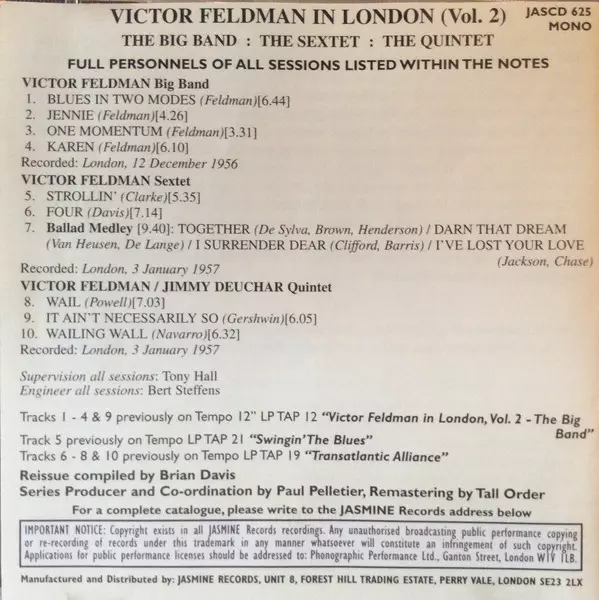 VICTOR FELDMAN IN LONDON (Vol. 2)
JASCD 625
MONO
THE BIG BAND : THE SEXTET : THE QUINTET
FULL PERSONNELS OF ALL SESSIONS LISTED WITHIN THE NOTES
VICTOR FELDMAN Big Band
1. BLUES IN TWO MODES (Feldman)[6.44]
2. JENNIE (Feldman)[4.26]
3. ONE MOMENTUM (Feldman)[3.31]
4. KAREN (Feldman)[6.10]
Recorded: London, 12 December 1956
VICTOR FELDMAN Sextet
5. STROLLIN' (Clarke)[5.35]
6. FOUR (Davis)[7.14]
7. Ballad Medley [9.40]: TOGETHER (De Sylva, Brown, Henderson) / DARN THAT DREAM
(Van Heusen, De Lange) / I SURRENDER DEAR (Clifford, Barris) / I'VE LOST YOUR LOVE
(Jackson, Chase)
Recorded: London, 3 January 1957
VICTOR FELDMAN / JIMMY DEUCHAR Quintet
8. WAIL (Powell)[7.03]
9. IT AIN'T NECESSARILY SO (Gershwin)[6.05]
10. WAILING WALL (Navarro)[6.32]
Recorded: London, 3 January 1957
Supervision all sessions: Tony Hall
Engineer all sessions: Bert Steffens
Tracks 1 - 4 & 9 previously on Tempo 12" LP TAP 12 "Victor Feldman in London, Vol. 2 - The Big
Band"
Track 5 previously on Tempo LP TAP 21 "Swingin' The Blues"
Tracks 6 - 8 & 10 previously on Tempo LP TAP 19 "Transatlantic Alliance"
Reissue compiled by Brian Davis
Series Producer and Co-ordination by Paul Pelletier, Remastering by Tall Order
For a complete catalogue, please write to the JASMINE Records address below
IMPORTANT NOTICE: Copyright exists in all JASMINE Records recordings. Any unauthorised broadcasting public performance copying
or re-recording of records under this trademark in any manner whatsoever will constitute an infringement of such copyright.
Applications for public performance licenses should be addressed to: Phonographic Performance Ltd., Ganton Street, London W1V 1LB.
Manufactured and Distributed by: JASMINE RECORDS, UNIT 8, FOREST HILL TRADING ESTATE, PERRY VALE, LONDON SE23 2LX